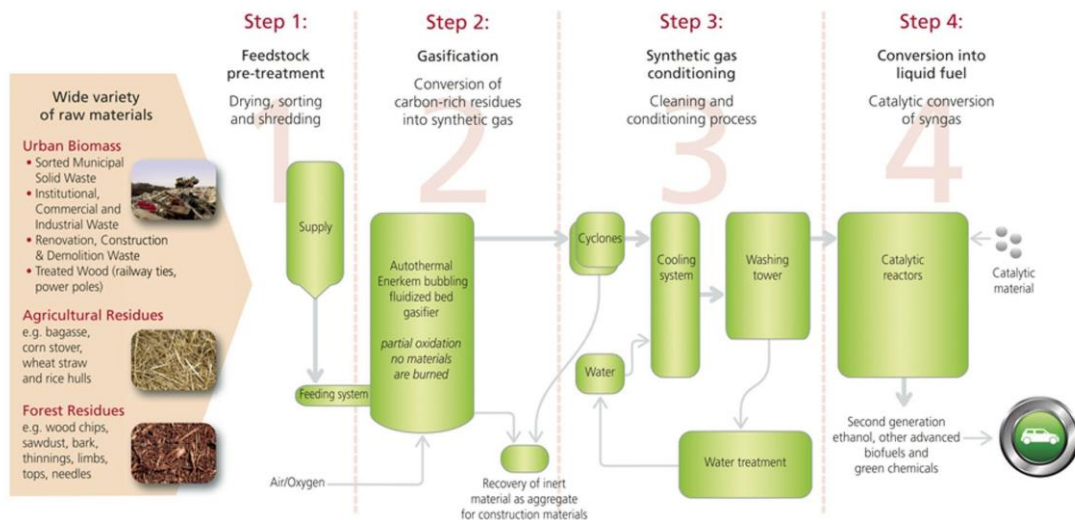 Wide variety
of raw materials
Urban Biomass
• Sorted Municipal
Solid Waste
• Institutional,
Commercial and
Industrial Waste
• Renovation, Construction
& Demolition Waste
• Treated Wood (railway ties,
power poles)
Agricultural Residues
e.g. bagasse,
corn stover,
wheat straw
and rice hulls
Forest Residues
e.g. wood chips,
sawdust, bark,
thinnings, limbs,
tops, needles
Step 1:
Feedstock
pre-treatment
Drying, sorting
and shredding
1
Supply
Feeding system
Air/Oxygen
Step 2:
Gasification
Conversion of
carbon-rich residues
into synthetic gas
2
Autothermal
Enerkem bubbling
fluidized bed
gasifier
partial oxidation
no materials
are burned
Recovery of inert
material as aggregate
for construction materials
Step 3:
Synthetic gas
conditioning
Cleaning and
conditioning process
3
Cyclones
Cooling
system
Washing
tower
Water
Water treatment
Step 4:
Conversion into
liquid fuel
Catalytic conversion
of syngas
4
Catalytic
reactors
Catalytic
material
Second generation
ethanol, other advanced
biofuels and
green chemicals